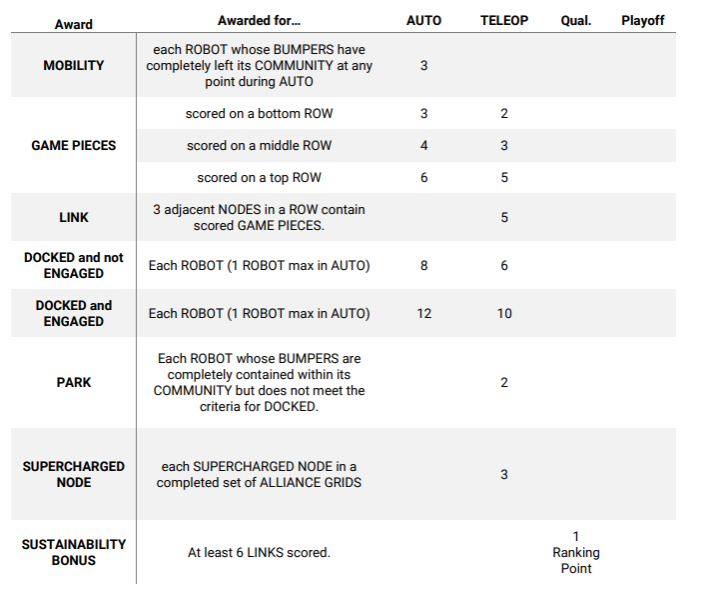 Award Awarded for... AUTO TELEOP Qual. Playoff
MOBILITY
each ROBOT whose BUMPERS have
completely left its COMMUNITY at any
point during AUTO
3
GAME PIECES
scored on a bottom ROW 3 2
scored on a middle ROW 4 3
scored on a top ROW 6 5
LINK
3 adjacent NODES in a ROW contain
scored GAME PIECES.
5
DOCKED and not
ENGAGED
Each ROBOT (1 ROBOT max in AUTO) 8 6
DOCKED and
ENGAGED
Each ROBOT (1 ROBOT max in AUTO) 12 10
PARK
Each ROBOT whose BUMPERS are
completely contained within its
COMMUNITY but does not meet the
criteria for DOCKED.
2
SUPERCHARGED
NODE
each SUPERCHARGED NODE in a
completed set of ALLIANCE GRIDS
3
SUSTAINABILITY
BONUS
At least 6 LINKS scored.
1
Ranking
Point